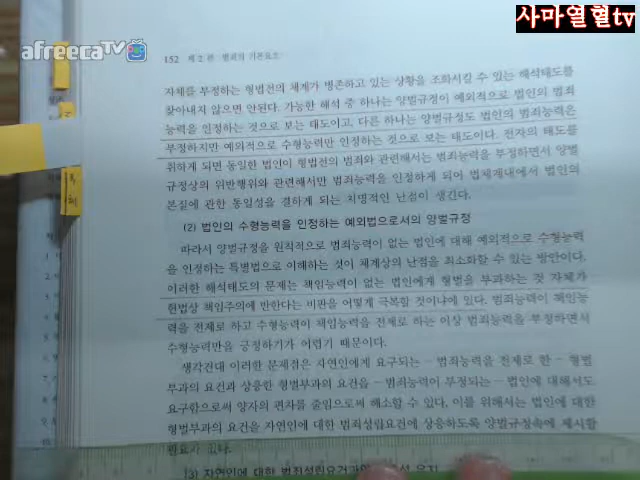 afreecaTV
사마열혈tv
152 제 2 편 범죄의 기본요소
자체를 부정하는 형법전의 체계가 병존하고 있는 상황을 조화시킬 수 있는 해석태도를
찾아내지 않으면 안된다. 가능한 해석 중 하나는 양벌규정이 예외적으로 법인의 범죄
능력을 인정하는 것으로 보는 태도이고, 다른 하나는 양벌규정도 법인의 범죄능력은
부정하지만 예외적으로 수형능력만 인정하는 것으로 보는 태도이다. 전자의 태도를
취하게 되면 동일한 법인이 형법전의 범죄와 관련해서는 범죄능력을 부정하면서 양벌
규정상의 위반행위와 관련해서만 범죄능력을 인정하게 되어 법체계내에서 법인의
본질에 관한 통일성을 결하게 되는 치명적인 난점이 생긴다.
(2) 법인의 수형능력을 인정하는 예외법으로서의 양벌규정
따라서 양벌규정을 원칙적으로 범죄능력이 없는 법인에 대해 예외적으로 수형능력
을 인정하는 특별법으로 이해하는 것이 체계상의 난점을 최소화할 수 있는 방안이다.
이러한 해석태도의 문제는 책임능력이 없는 법인에게 형벌을 부과하는 것 자체가
헌법상 책임주의에 반한다는 비판을 어떻게 극복할 것이냐에 있다. 범죄능력이 책임능
력을 전제로 하고 수형능력이 책임능력을 전제로 하는 이상 범죄능력을 부정하면서
수형능력만을 긍정하기가 어렵기 때문이다.
생각건대 이러한 문제점은 자연인에게 요구되는 – 범죄능력을 전제로 한 – 형벌
부과의 요건과 상응한 형벌부과의 요건을 – 범죄능력이 부정되는 – 법인에 대해서도
요구함으로써 양자의 편차를 줄임으로써 해소할 수 있다. 이를 위해서는 법인에 대한
형벌부과의 요건을 자연인에 대한 범죄성립요건에 상응하도록 양벌규정속에 제시할
필요가 있다.
(3) 자연인에 대한 범죄성립요건과의 유지